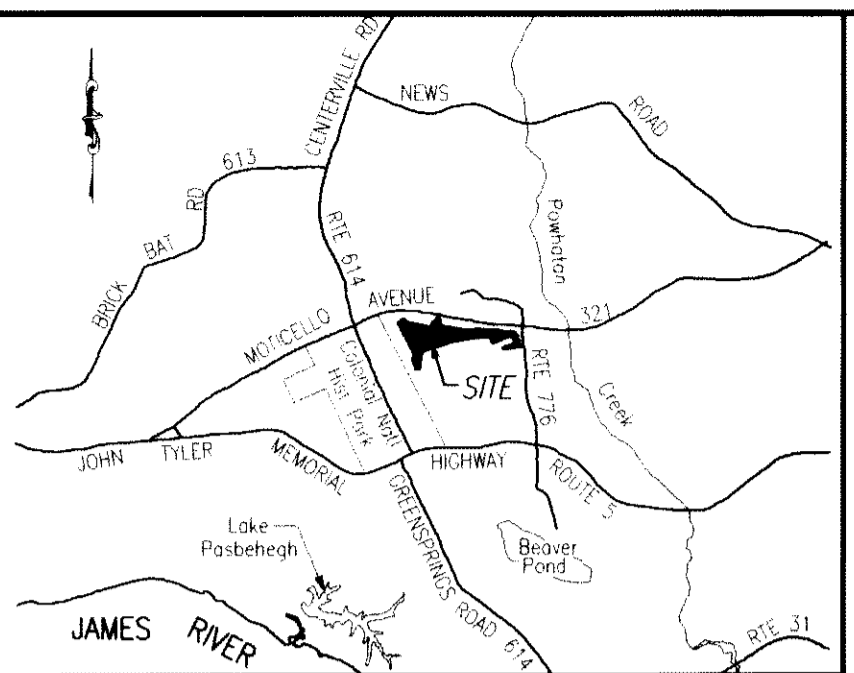 CENTERVILLE RD
NEWS ROAD
613
BRICK BAT RD
RTE 614
Powhatan Creek
MOTICELLO AVENUE
321
SITE
RTE 776
Colonial Natl
Hist Park
JOHN TYLER MEMORIAL HIGHWAY ROUTE 5
GREENSPRINGS ROAD 614
Lake
Pasbehegh
Beaver
Pond
JAMES RIVER
RTE 31